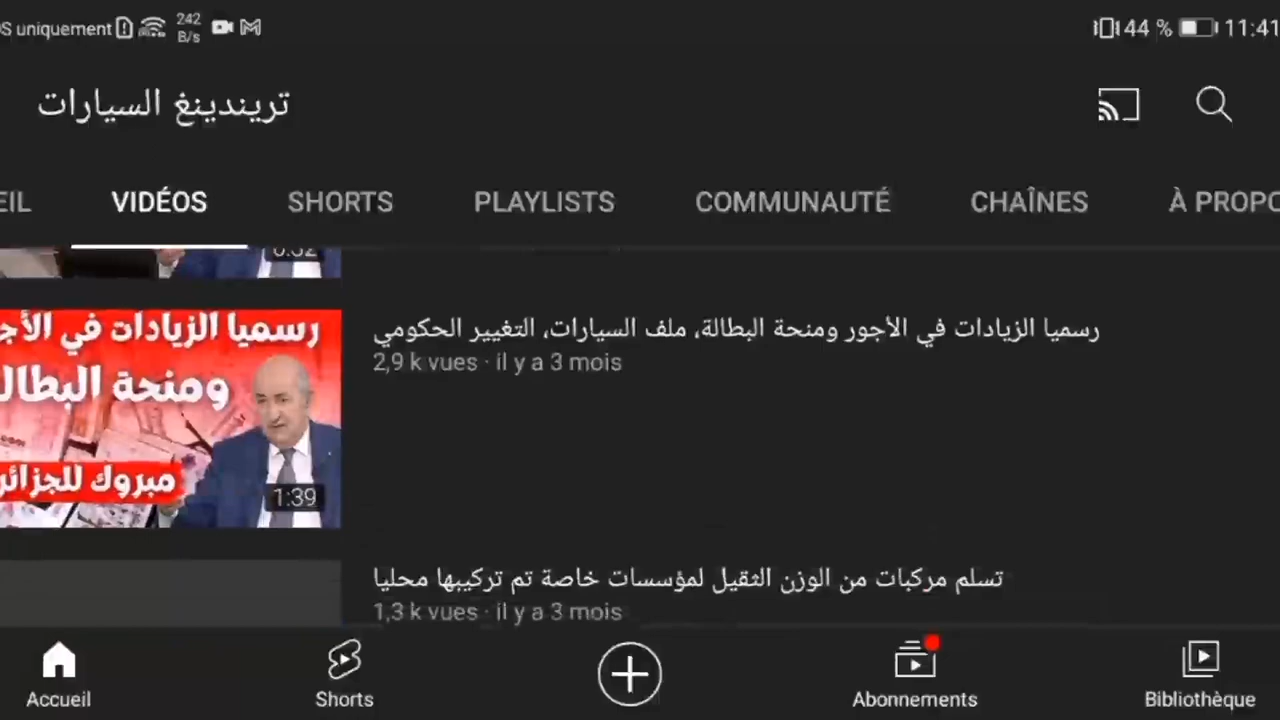 S uniquement 242 B/s 44 % 11:41
تريندينغ السيارات
EIL VIDÉOS SHORTS PLAYLISTS COMMUNAUTÉ CHAÎNES À PROPO
رسميا الزيادات في الأجو
ومنحة البطال
مبروك للجزائر
1:39
رسميا الزيادات في الأجور ومنحة البطالة، ملف السيارات، التغيير الحكومي
2,9 k vues · il y a 3 mois
تسلم مركبات من الوزن الثقيل لمؤسسات خاصة تم تركيبها محليا
1,3 k vues · il y a 3 mois
Accueil Shorts Abonnements Bibliothèque